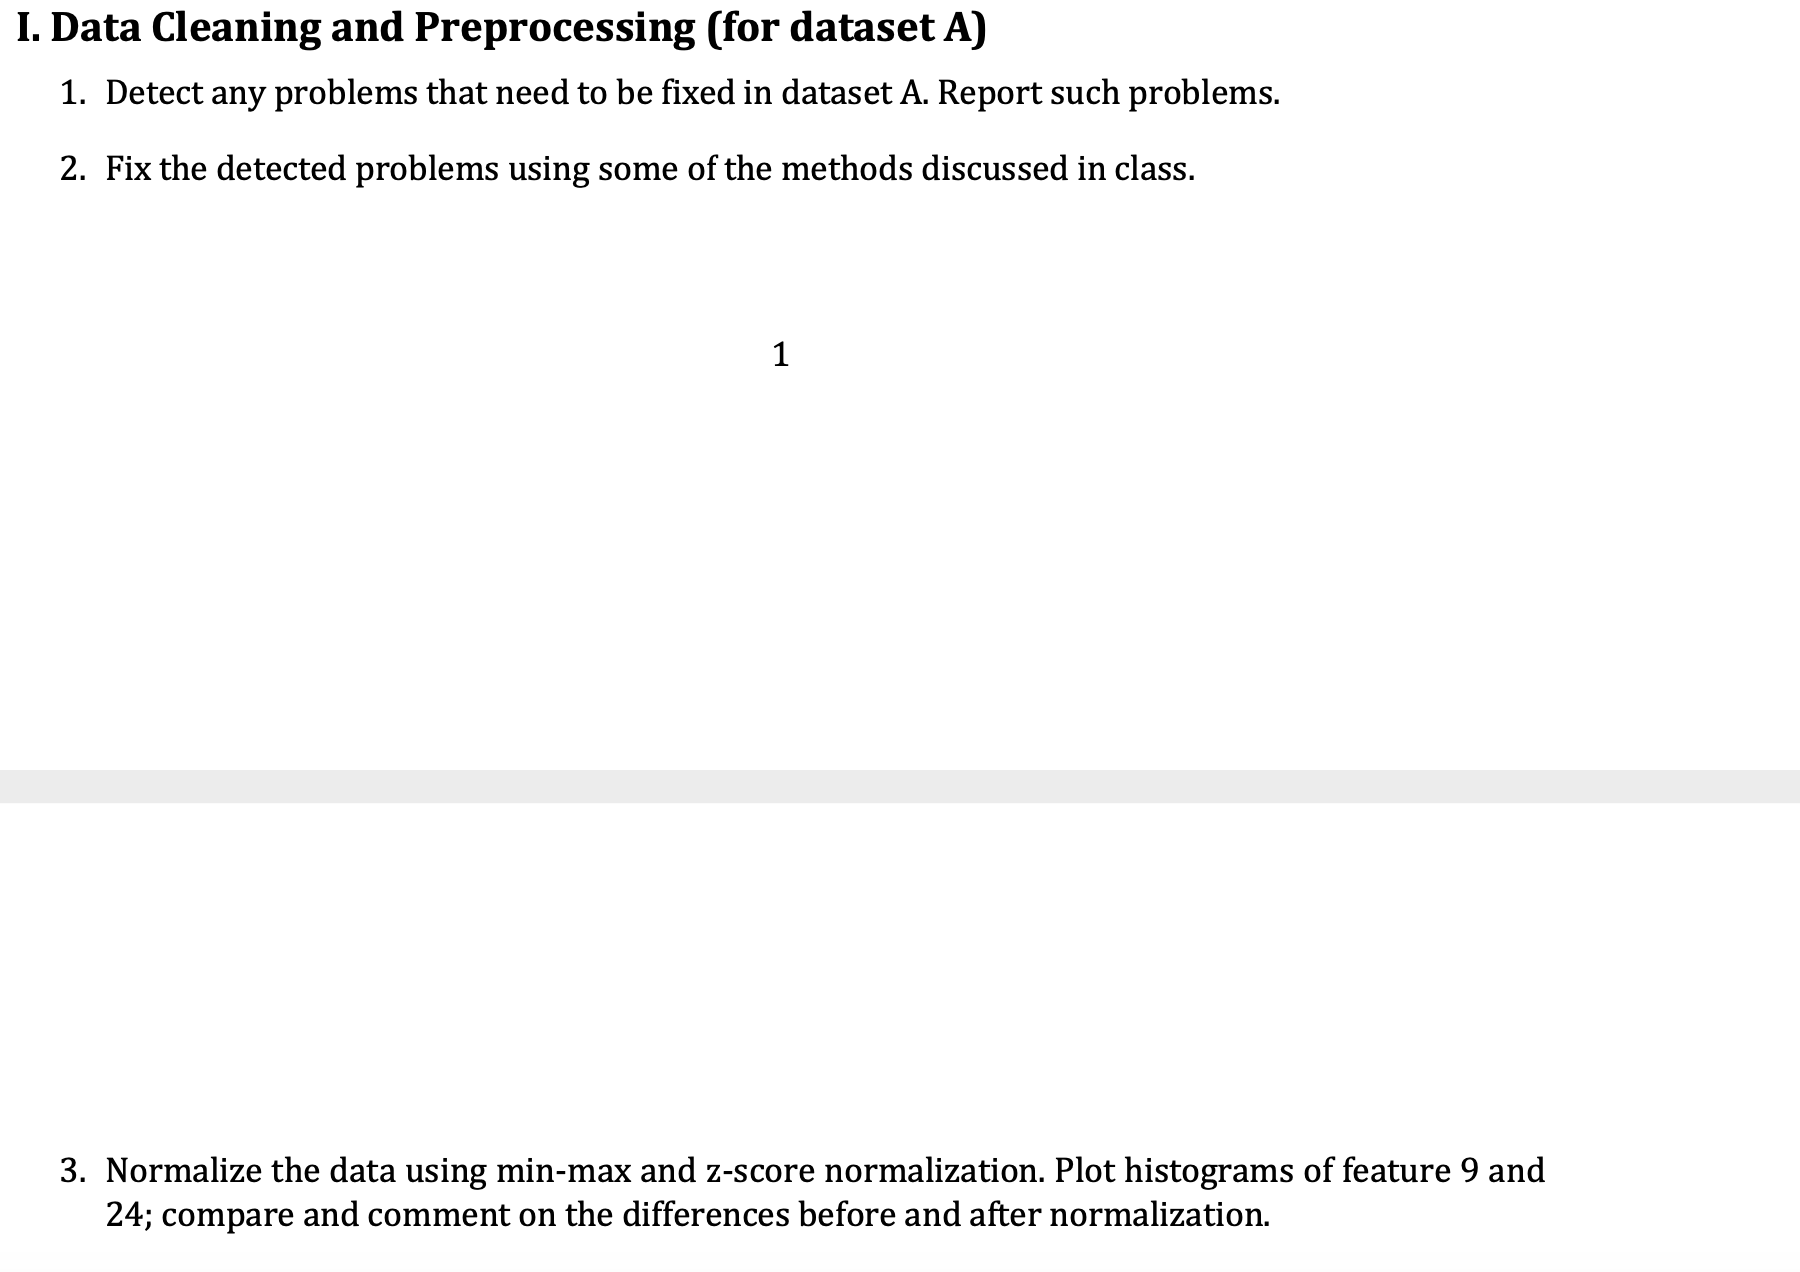 I. Data Cleaning and Preprocessing (for dataset A)
1. Detect any problems that need to be fixed in dataset A. Report such problems.
2. Fix the detected problems using some of the methods discussed in class.
1
3. Normalize the data using min-max and z-score normalization. Plot histograms of feature 9 and
24; compare and comment on the differences before and after normalization.